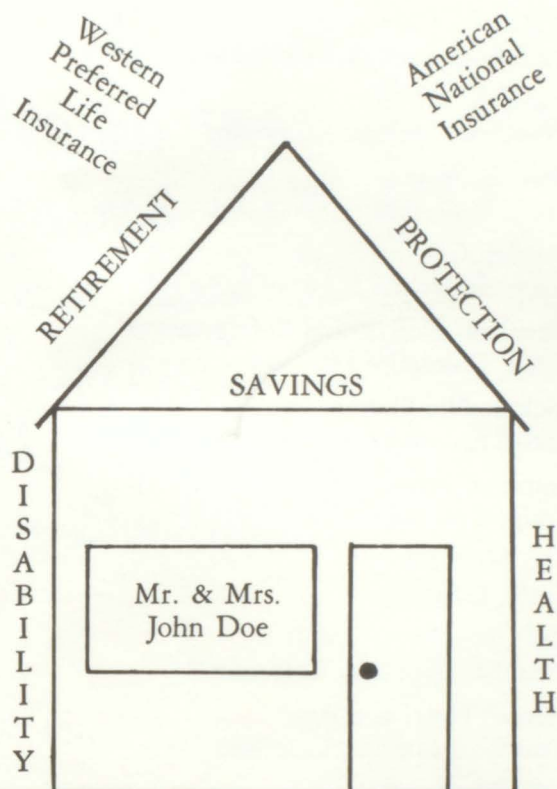 Western
Preferred
Life
Insurance
American
National
Insurance
RETIREMENT
PROTECTION
SAVINGS
DISABILITY
Mr. & Mrs.
John Doe
HEALTH